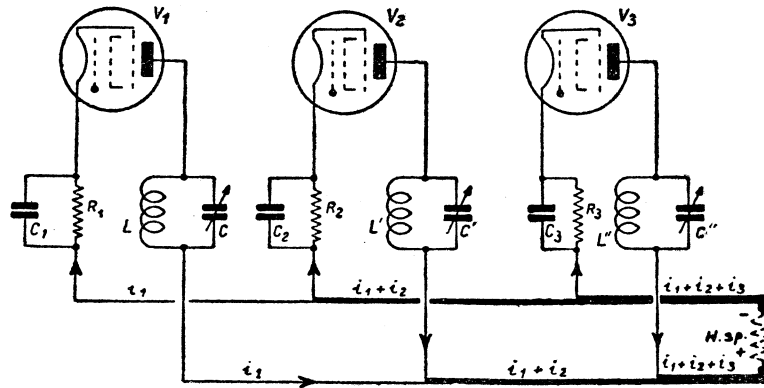 V1
V2
V3
C1
R1
L
C
C2
R2
L'
C'
C3
R3
L"
C"
i1
i1+i2
i1+i2+i3
-
H.sp.
+
i1
i1+i2
i1+i2+i3